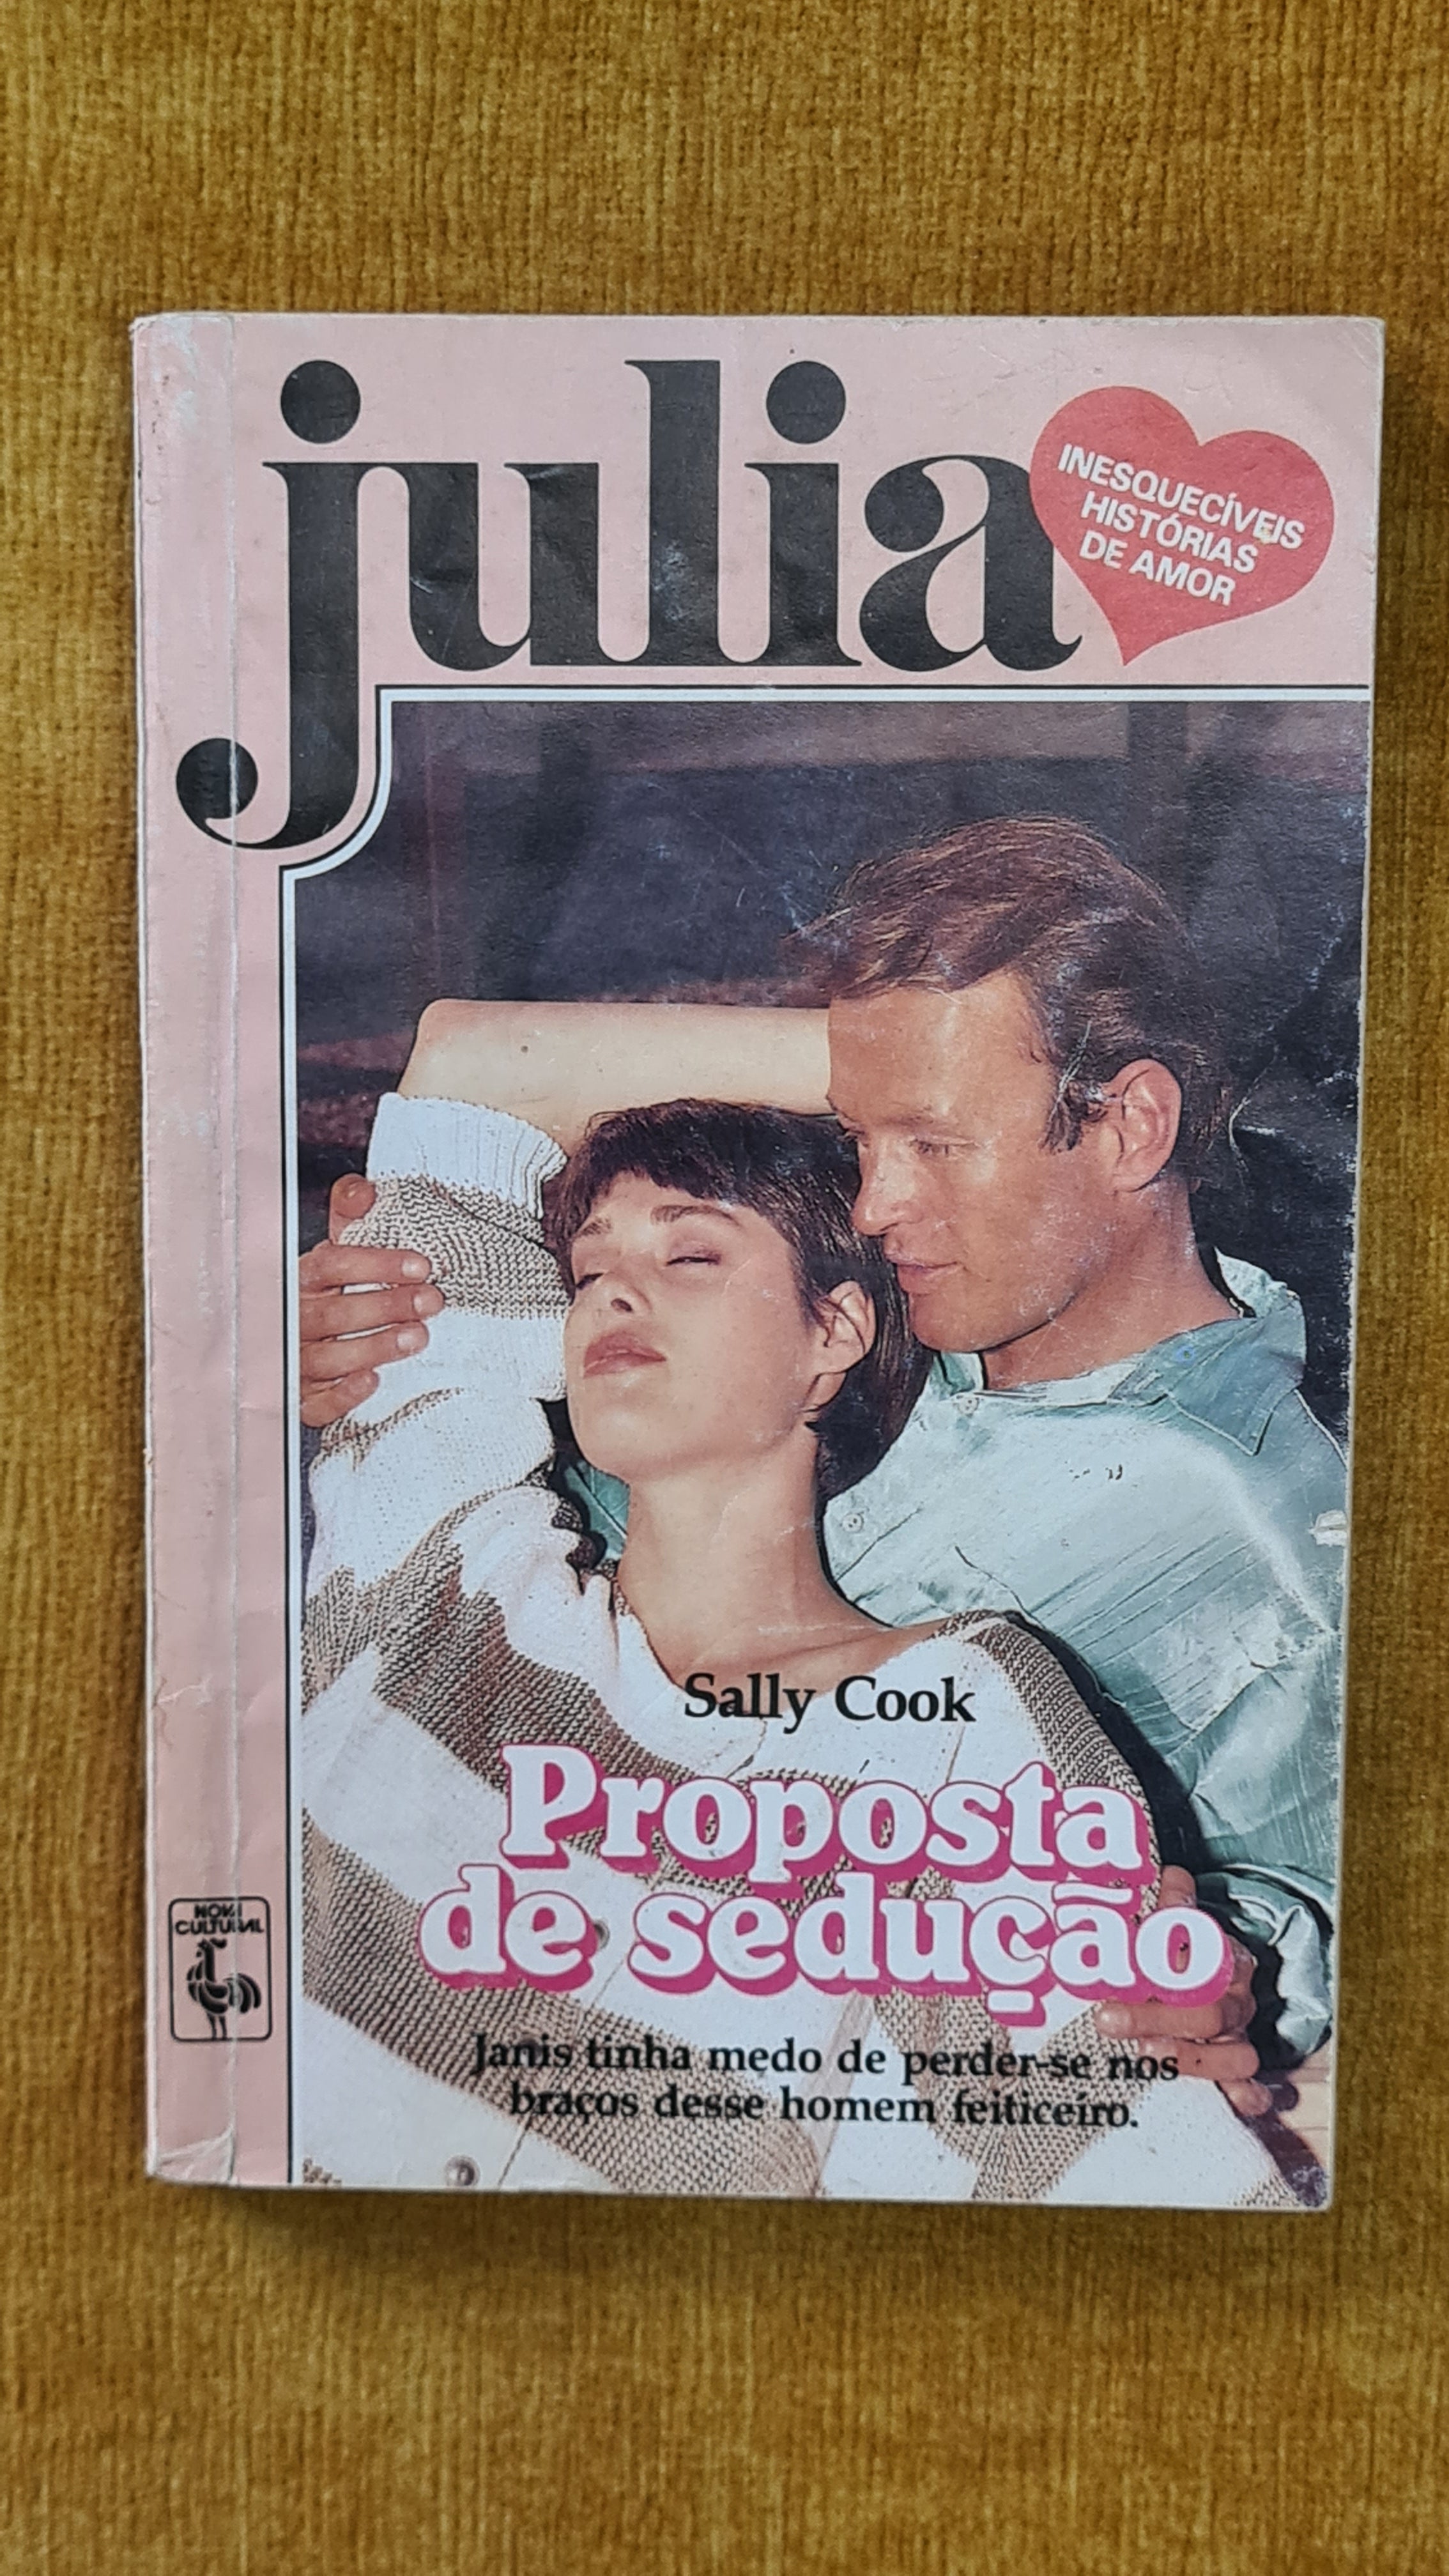 julia
INESQUECÍVEIS
HISTÓRIAS
DE AMOR
Sally Cook
Proposta
de sedução
Janis tinha medo de perder-se nos
braços desse homem feiticeiro.
NOVA
CULTURAL